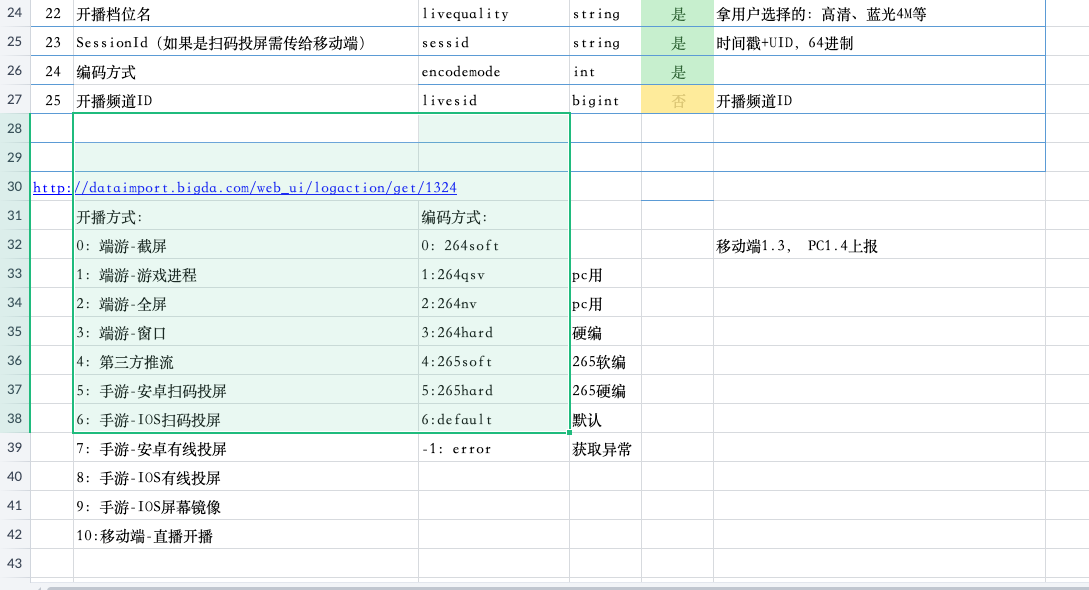 24 22 开播档位名 livequality string 是 拿用户选择的：高清、蓝光4M等
25 23 SessionId（如果是扫码投屏需传给移动端） sessid string 是 时间戳+UID, 64进制
26 24 编码方式 encodemode int 是
27 25 开播频道ID livesid bigint 否 开播频道ID
28
29
30 http://dataimport.bigda.com/web_ui/logaction/get/1324
31 开播方式： 编码方式：
32 0：端游-截屏 0：264soft 移动端1.3， PC1.4上报
33 1：端游-游戏进程 1:264qsv pc用
34 2：端游-全屏 2:264nv pc用
35 3：端游-窗口 3:264hard 硬编
36 4：第三方推流 4:265soft 265软编
37 5：手游-安卓扫码投屏 5:265hard 265硬编
38 6：手游-IOS扫码投屏 6:default 默认
39 7：手游-安卓有线投屏 -1：error 获取异常
40 8：手游-IOS有线投屏
41 9：手游-IOS屏幕镜像
42 10:移动端-直播开播
43